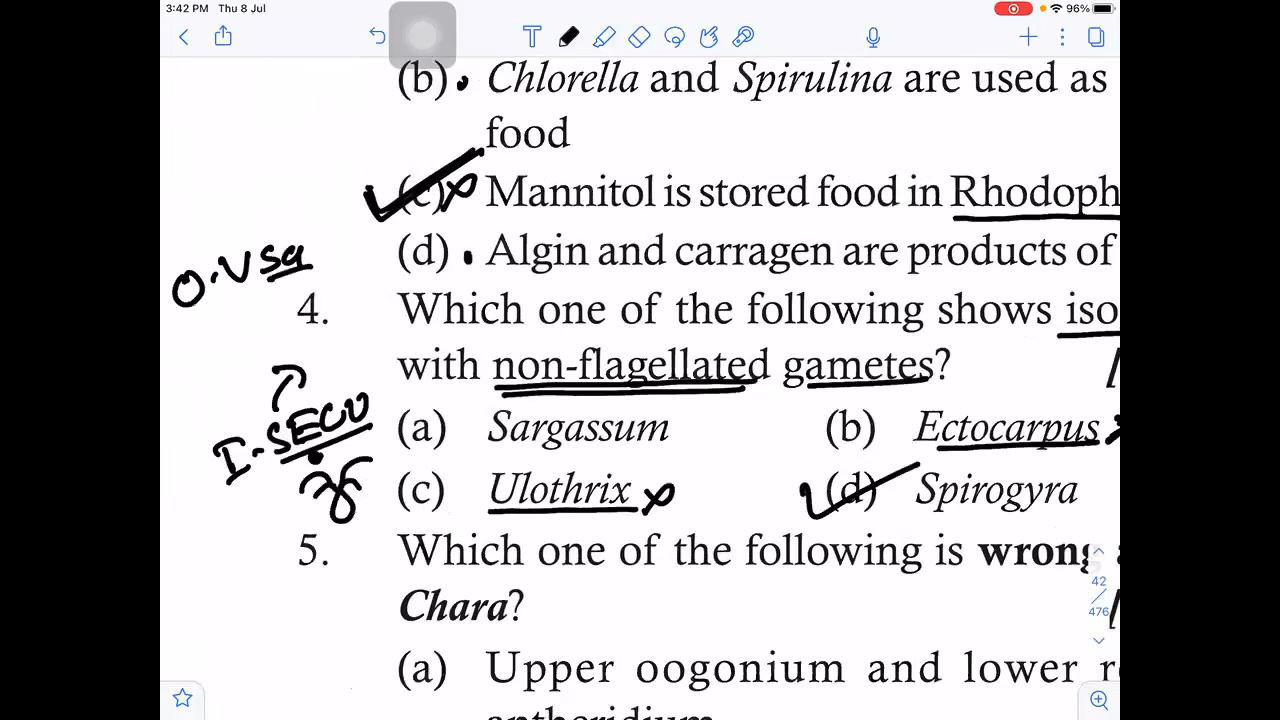 3:42 PM Thu 8 Jul
96%
(b) Chlorella and Spirulina are used as
food
(c) Mannitol is stored food in Rhodoph
(d) Algin and carragen are products of
O.V Sa
4. Which one of the following shows iso
with non-flagellated gametes?
I-SECU
(a) Sargassum (b) Ectocarpus
(c) Ulothrix (d) Spirogyra
5. Which one of the following is wrong
Chara?
42
476
(a) Upper oogonium and lower r
antheridium